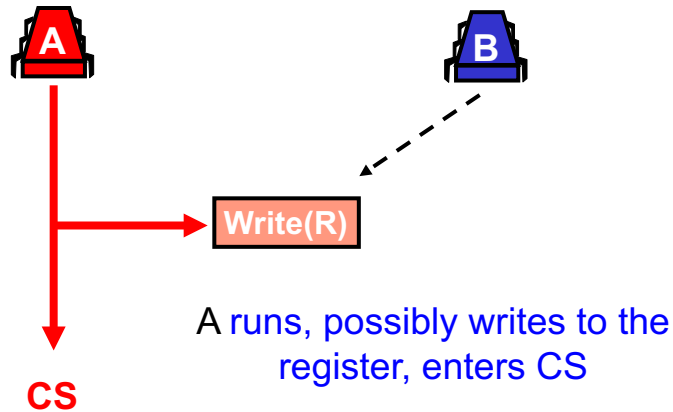 A
B
Write(R)
A runs, possibly writes to the
register, enters CS
CS